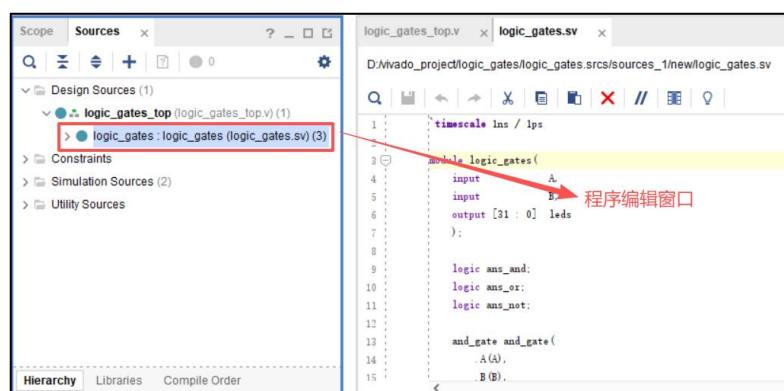 Scope Sources × ? _ □
0
Design Sources (1)
logic_gates_top (logic_gates_top.v) (1)
logic_gates : logic_gates (logic_gates.sv) (3)
Constraints
Simulation Sources (2)
Utility Sources
Hierarchy Libraries Compile Order
logic_gates_top.v × logic_gates.sv ×
D:/vivado_project/logic_gates/logic_gates.srcs/sources_1/new/logic_gates.sv
1 `timescale 1ns / 1ps
2
3 module logic_gates(
4 input A,
5 input B,
6 output [31 : 0] leds
7 );
8
9 logic ans_and;
10 logic ans_or;
11 logic ans_not;
12
13 and_gate and_gate(
14 .A(A),
15 .B(B),
程序编辑窗口